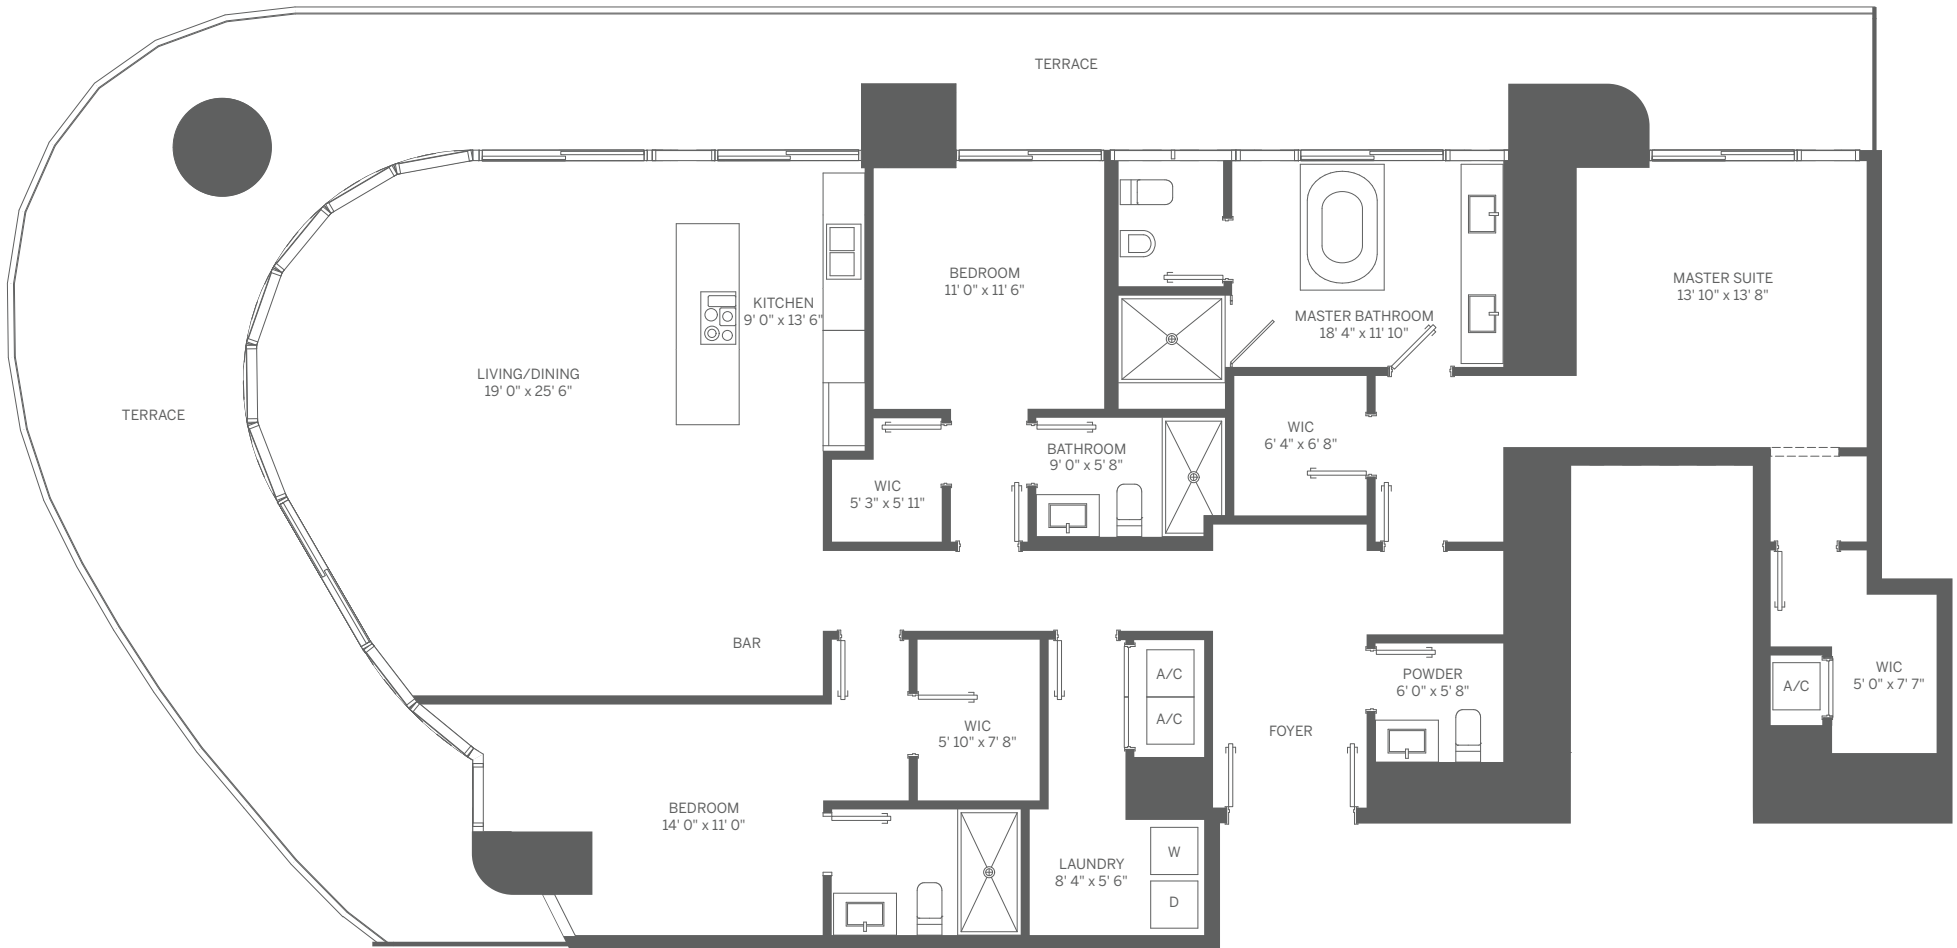 TERRACE
BEDROOM
11' 0" x 11' 6"
MASTER SUITE
13' 10" x 13' 8"
KITCHEN
9' 0" x 13' 6"
MASTER BATHROOM
18' 4" x 11' 10"
LIVING/DINING
19' 0" x 25' 6"
TERRACE
WIC
6' 4" x 6' 8"
BATHROOM
9' 0" x 5' 8"
WIC
5' 3" x 5' 11"
BAR
A/C
A/C
POWDER
6' 0" x 5' 8"
WIC
5' 0" x 7' 7"
A/C
WIC
5' 10" x 7' 8"
FOYER
BEDROOM
14' 0" x 11' 0"
W
LAUNDRY
8' 4" x 5' 6"
D